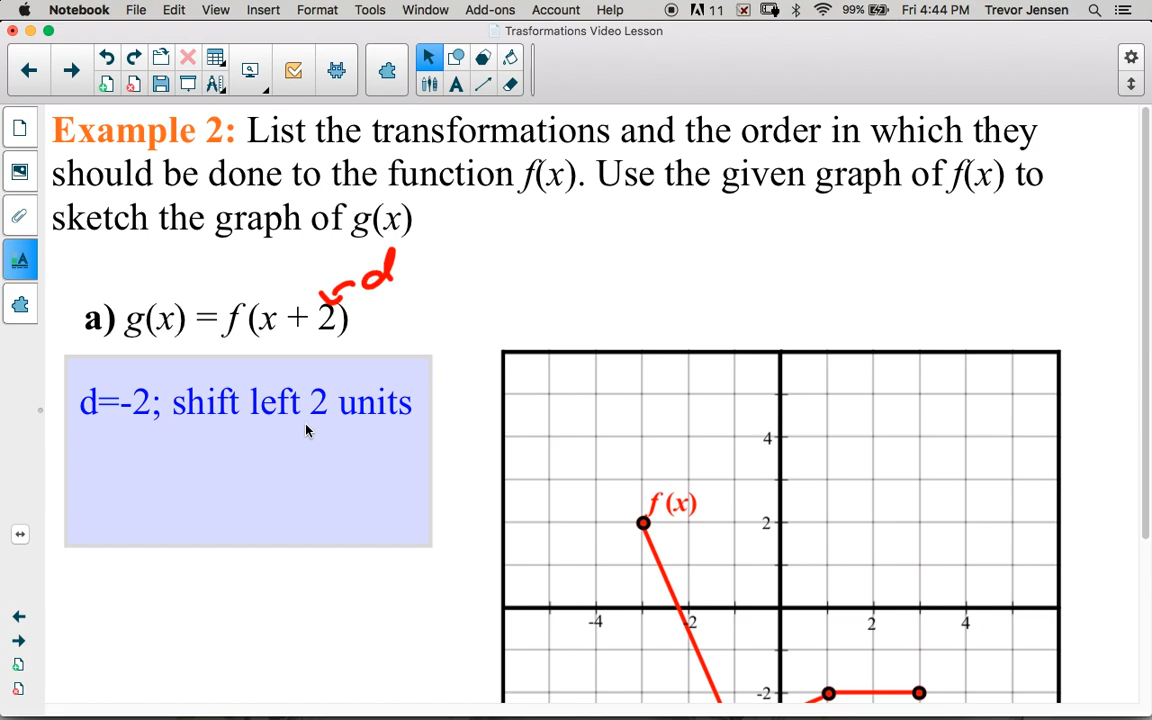 Notebook File Edit View Insert Format Tools Window Add-ons Account Help 11 99% Fri 4:44 PM Trevor Jensen
Trasformations Video Lesson
Example 2: List the transformations and the order in which they
should be done to the function f(x). Use the given graph of f(x) to
sketch the graph of g(x)
d
a) g(x) = f (x + 2)
d=-2; shift left 2 units
4
f (x)
2
-4 -2 2 4
-2